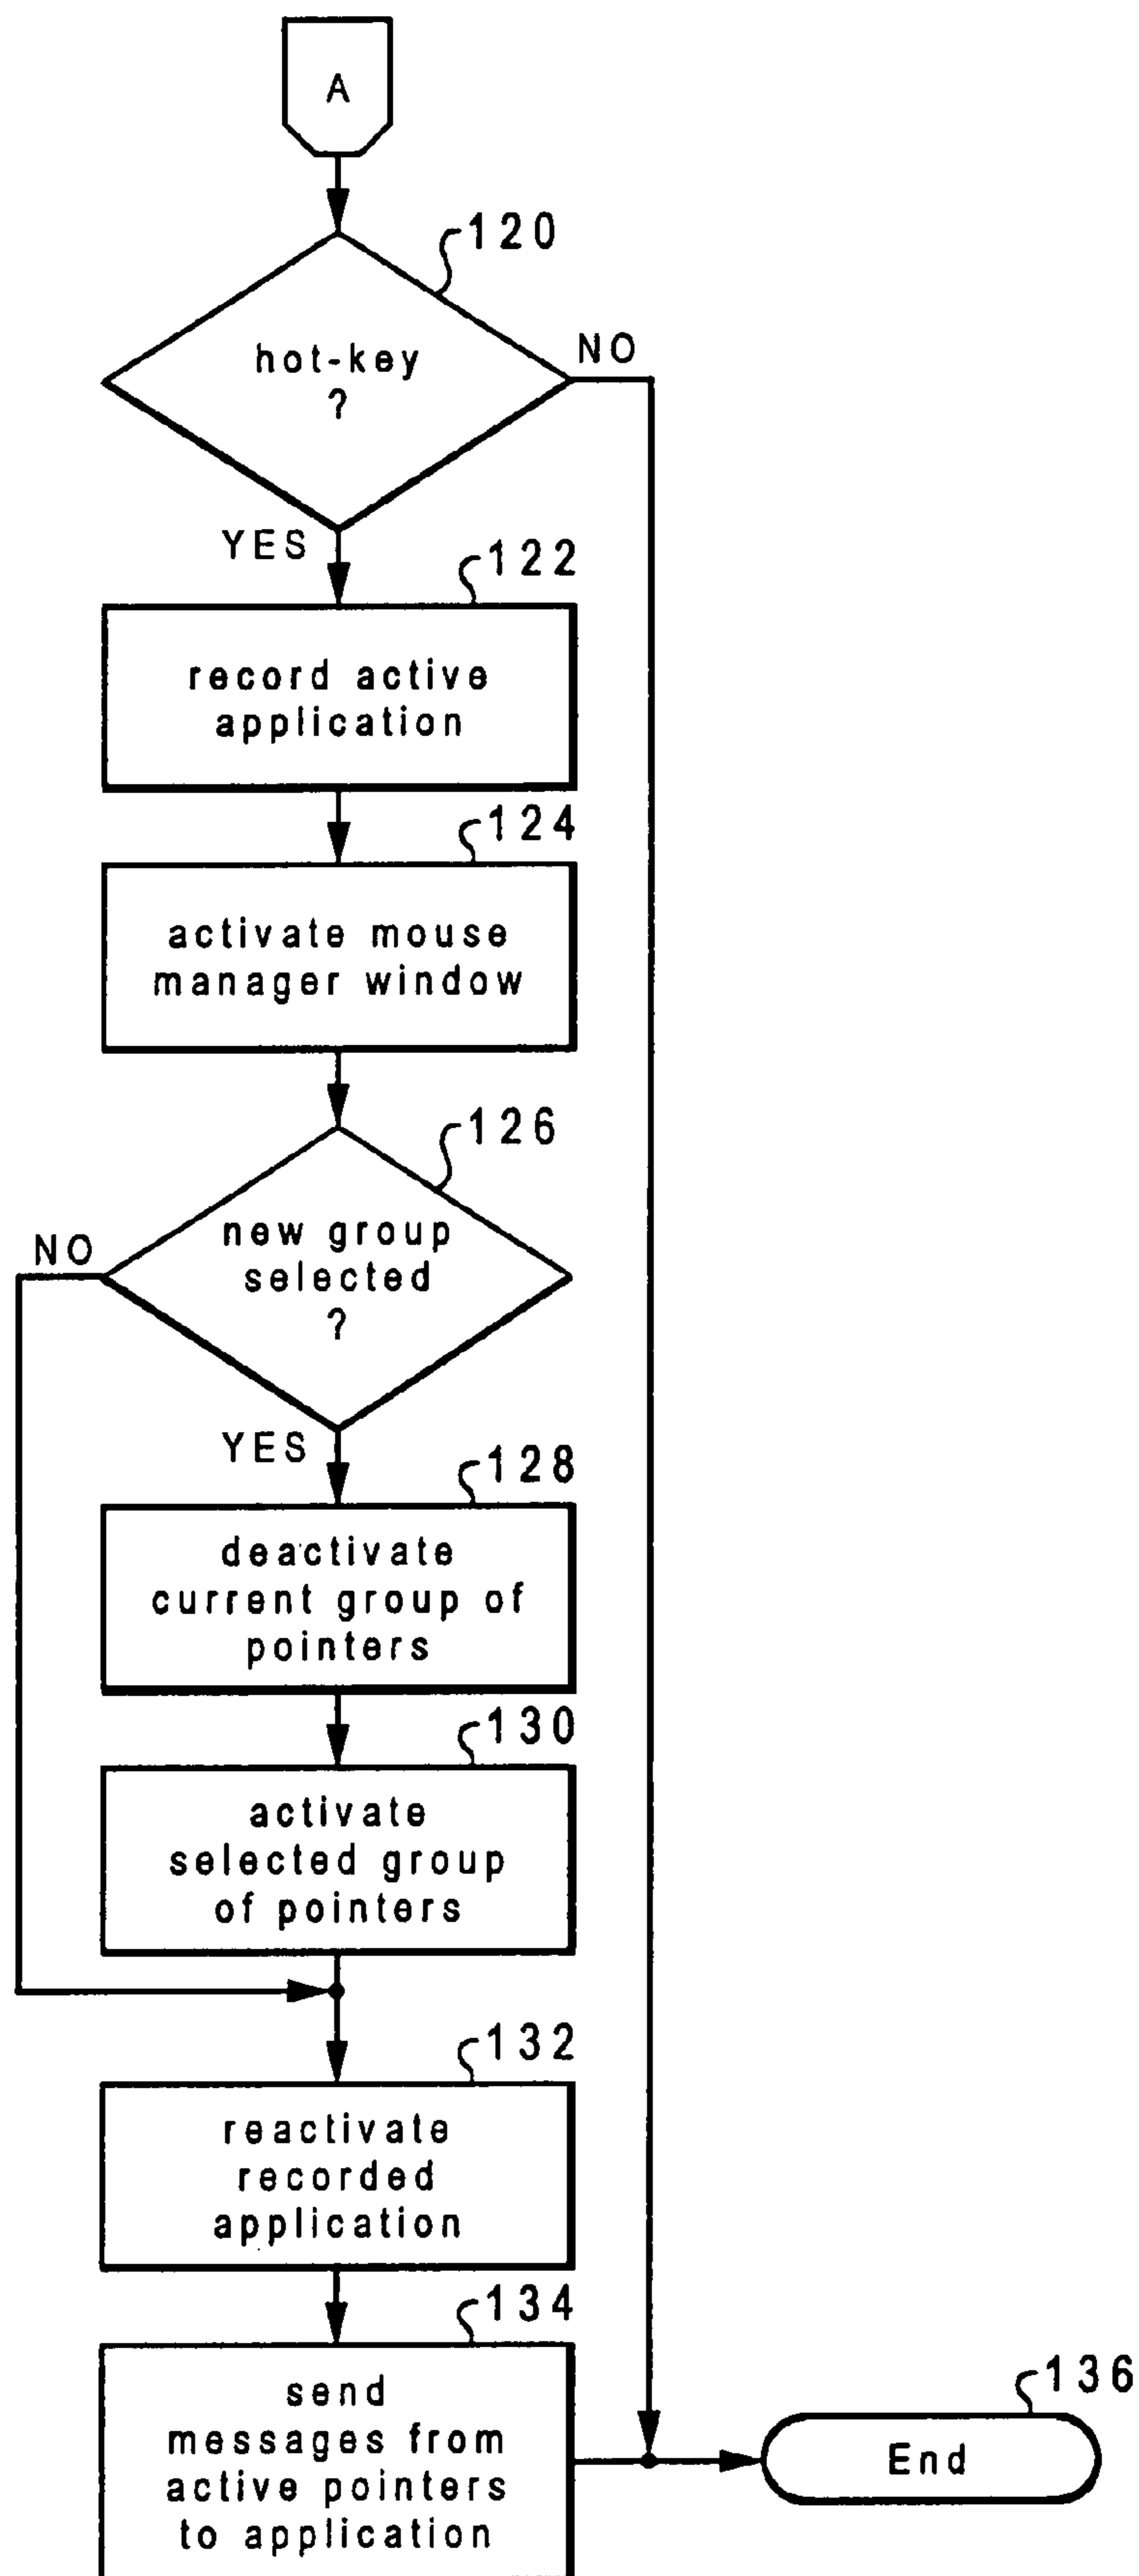 A
120
hot-key
?
NO
YES
122
record active
application
124
activate mouse
manager window
126
new group
selected
?
NO
YES
128
deactivate
current group of
pointers
130
activate
selected group
of pointers
132
reactivate
recorded
application
134
send
messages from
active pointers
to application
136
End